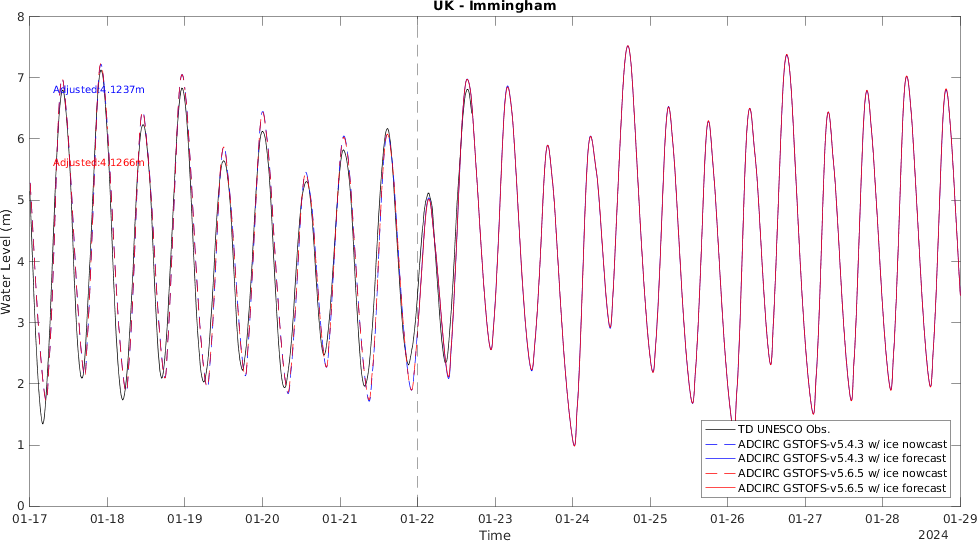 UK - Immingham
8
7
6
5
4
3
2
1
0
Water Level (m)
Adjusted:4.1237m
Adjusted:4.1266m
TD UNESCO Obs.
ADCIRC GSTOFS-v5.4.3 w/ ice nowcast
ADCIRC GSTOFS-v5.4.3 w/ ice forecast
ADCIRC GSTOFS-v5.6.5 w/ ice nowcast
ADCIRC GSTOFS-v5.6.5 w/ ice forecast
01-17 01-18 01-19 01-20 01-21 01-22 01-23 01-24 01-25 01-26 01-27 01-28 01-29
Time
2024